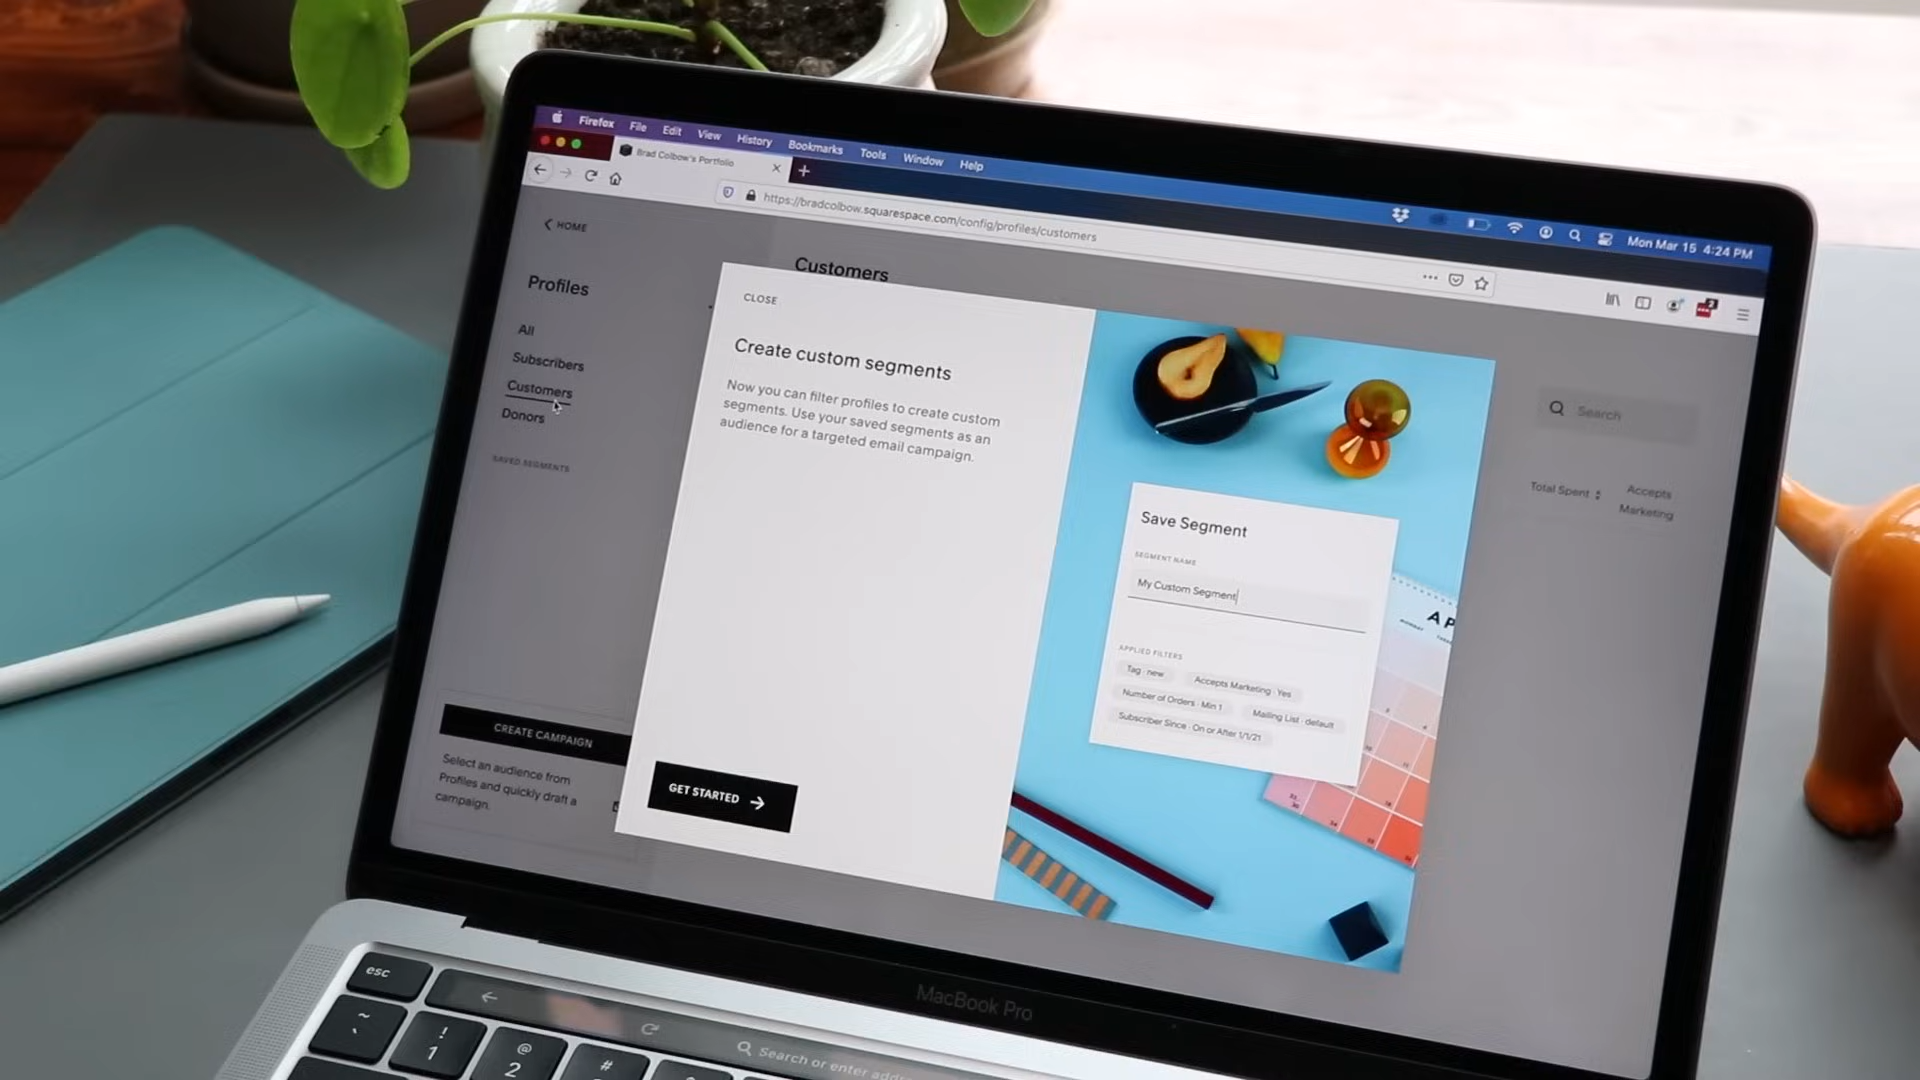 Firefox File Edit View History Bookmarks Tools Window Help
Mon Mar 15 4:24 PM
Brad Colbow's Portfolio
https://bradcolbow.squarespace.com/config/profiles/customers
HOME
Profiles
All
Subscribers
Customers
Donors
SAVED SEGMENTS
CREATE CAMPAIGN
Select an audience from
Profiles and quickly draft a
campaign.
Customers
Search
Total Spent
Accepts
Marketing
CLOSE
Create custom segments
Now you can filter profiles to create custom
segments. Use your saved segments as an
audience for a targeted email campaign.
GET STARTED
Save Segment
SEGMENT NAME
My Custom Segment
APPLIED FILTERS
Tag · new
Accepts Marketing · Yes
Number of Orders · Min 1
Mailing List · default
Subscriber Since · On or After 1/1/21
AP
MONDAY
MacBook Pro
esc
Search or enter addr
~
`
!
1
@
2
#